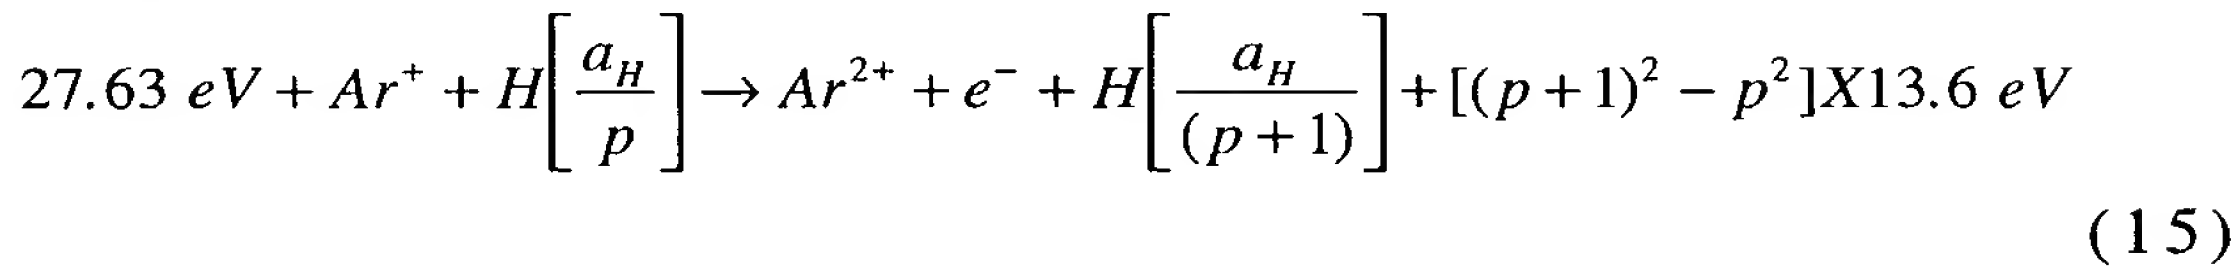 27.63 eV + Ar⁺ + H[a_H/p] → Ar²⁺ + e⁻ + H[a_H/(p+1)] + [(p+1)² − p²]X13.6 eV
(15)